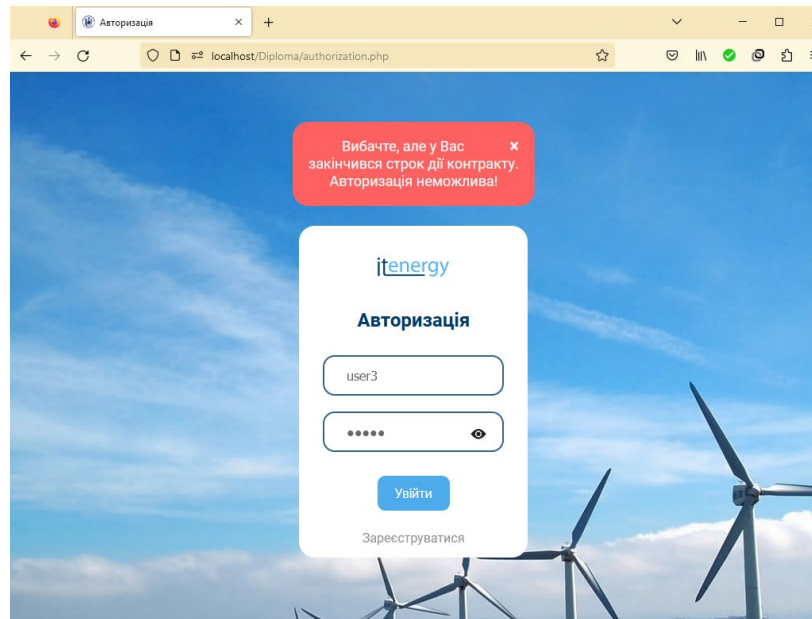 Авторизація
localhost/Diploma/authorization.php
Вибачте, але у Вас
закінчився строк дії контракту.
Авторизація неможлива!
itenergy
Авторизація
user3
Увійти
Зареєструватися